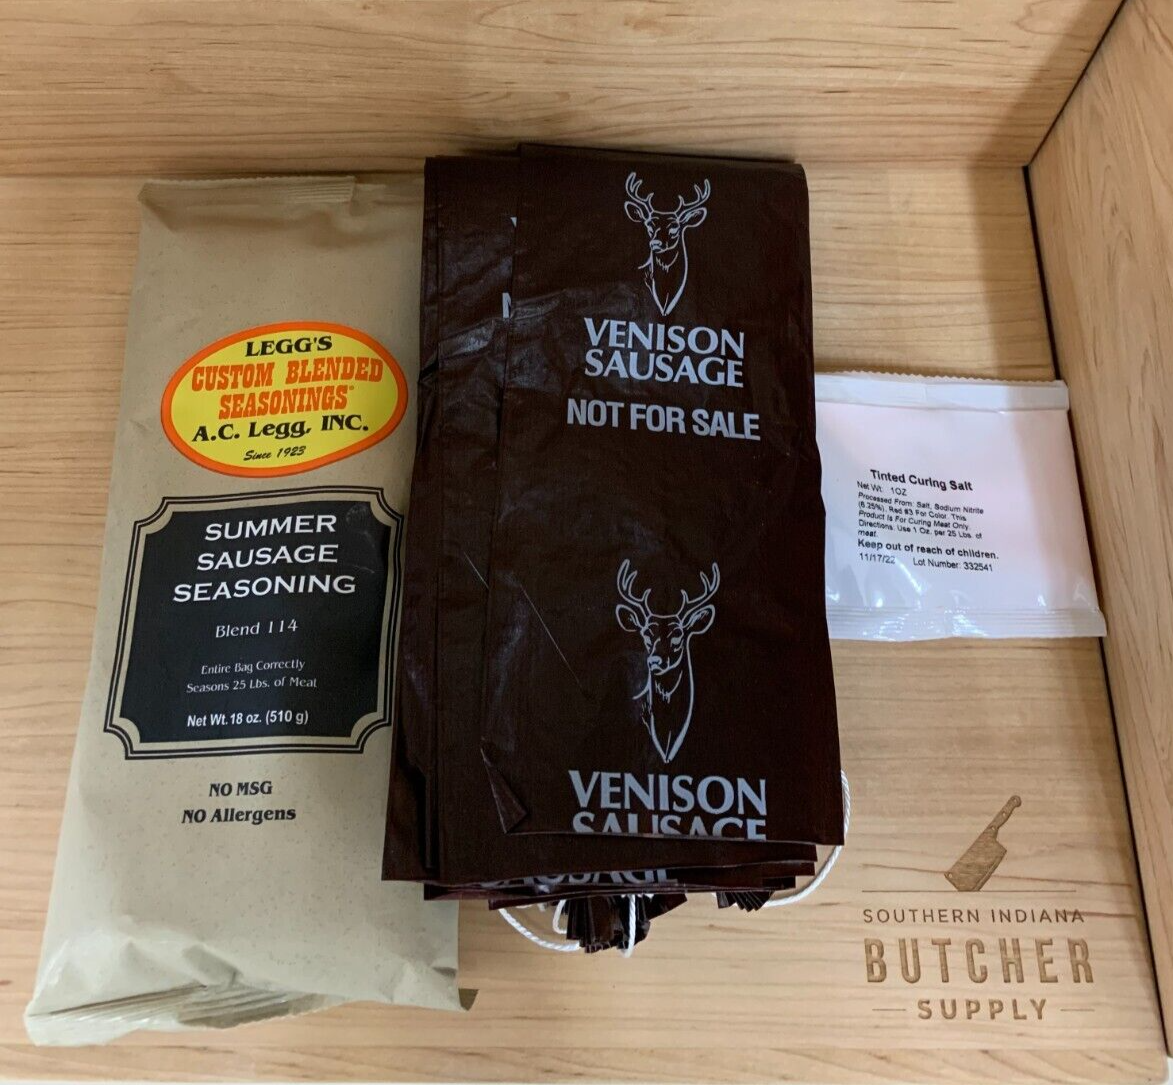 LEGG'S
CUSTOM BLENDED
SEASONINGS®
A.C. Legg, INC.
Since 1923
SUMMER
SAUSAGE
SEASONING
Blend 114
Entire Bag Correctly
Seasons 25 Lbs. of Meat
Net Wt. 18 oz. (510 g)
NO MSG
NO Allergens
VENISON
SAUSAGE
NOT FOR SALE
VENISON
SAUSAGE
SAUSAGE
Tinted Curing Salt
Net Wt. 1OZ
Processed From: Salt, Sodium Nitrite
(6.25%), Red #3 For Color. This
Product Is For Curing Meat Only.
Directions: Use 1 Oz. per 25 Lbs. of
meat.
Keep out of reach of children.
11/17/22 Lot Number: 332541
SOUTHERN INDIANA
BUTCHER
SUPPLY